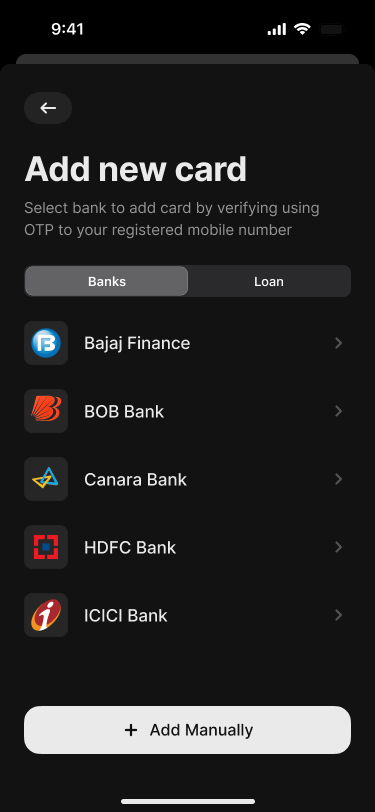 9:41
Add new card
Select bank to add card by verifying using
OTP to your registered mobile number
Banks
Loan
Bajaj Finance
BOB Bank
Canara Bank
HDFC Bank
ICICI Bank
+ Add Manually